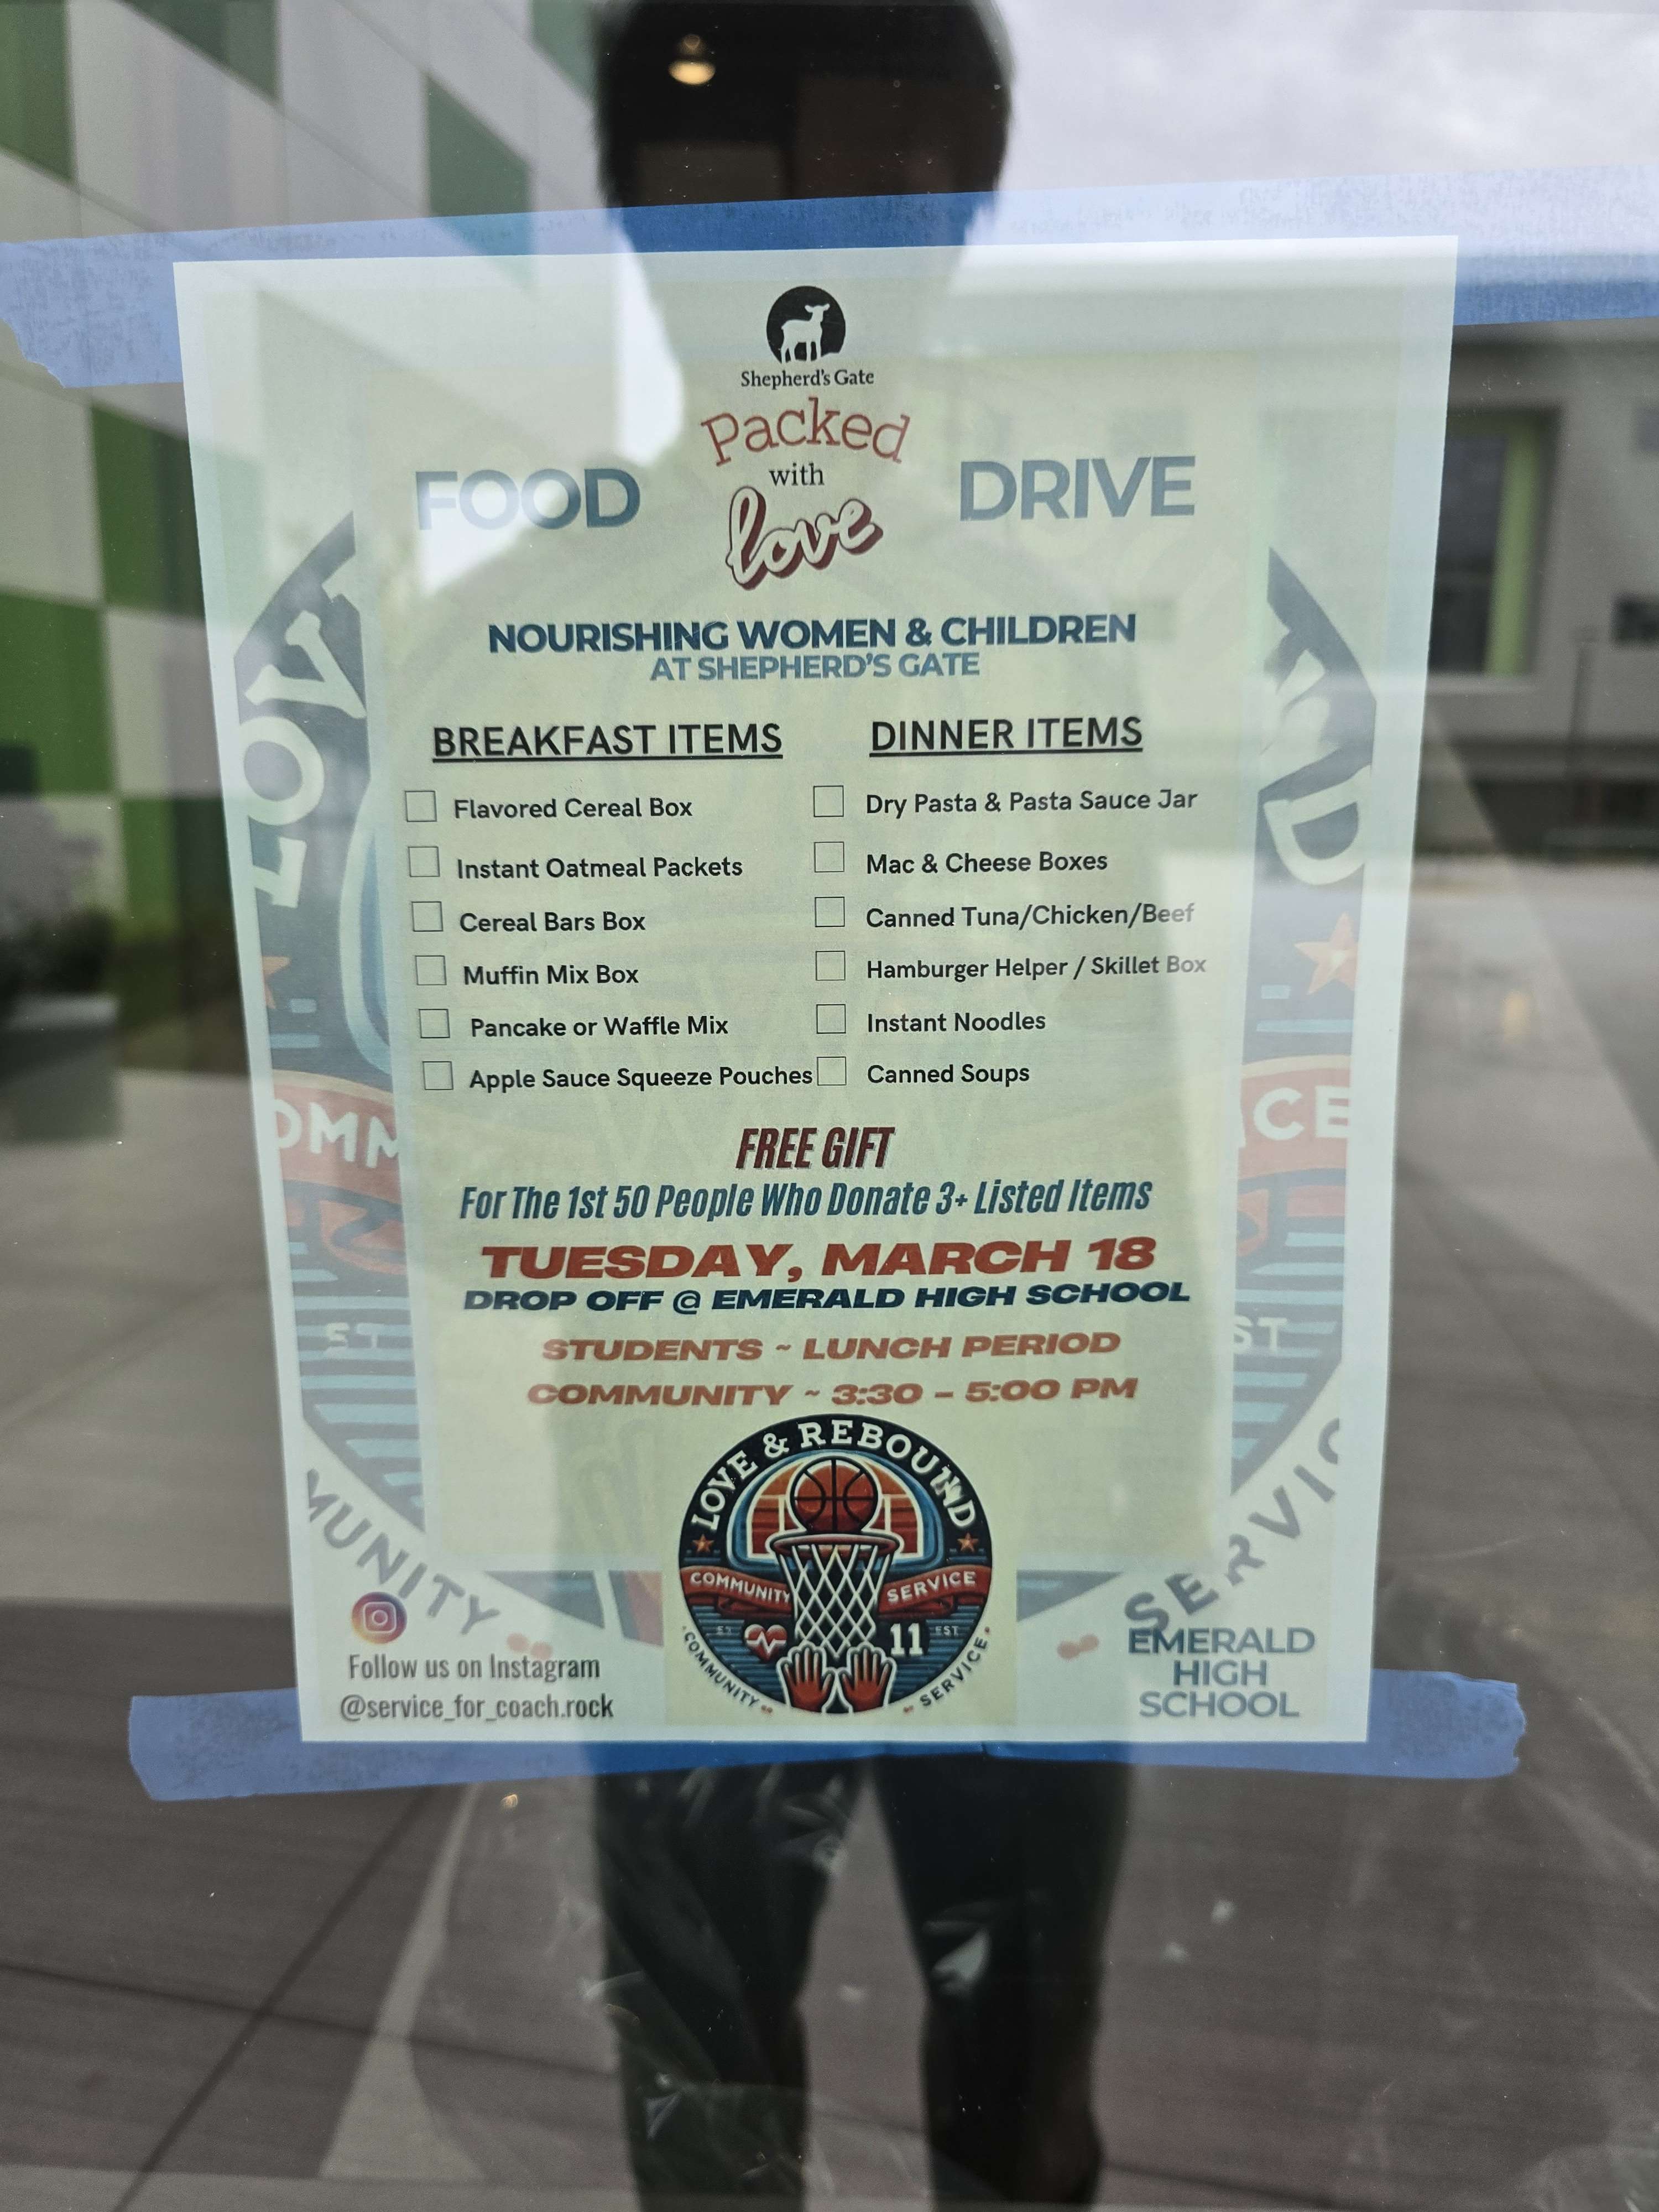 Shepherd's Gate
Packed
with
love
FOOD
DRIVE
NOURISHING WOMEN & CHILDREN
AT SHEPHERD'S GATE
BREAKFAST ITEMS
Flavored Cereal Box
Instant Oatmeal Packets
Cereal Bars Box
Muffin Mix Box
Pancake or Waffle Mix
Apple Sauce Squeeze Pouches
DINNER ITEMS
Dry Pasta & Pasta Sauce Jar
Mac & Cheese Boxes
Canned Tuna/Chicken/Beef
Hamburger Helper / Skillet Box
Instant Noodles
Canned Soups
FREE GIFT
For The 1st 50 People Who Donate 3+ Listed Items
TUESDAY, MARCH 18
DROP OFF @ EMERALD HIGH SCHOOL
STUDENTS ~ LUNCH PERIOD
COMMUNITY ~ 3:30 - 5:00 PM
LOVE & REBOUND
COMMUNITY SERVICE
11 EST
COMMUNITY SERVICE
Follow us on Instagram
@service_for_coach.rock
EMERALD
HIGH
SCHOOL